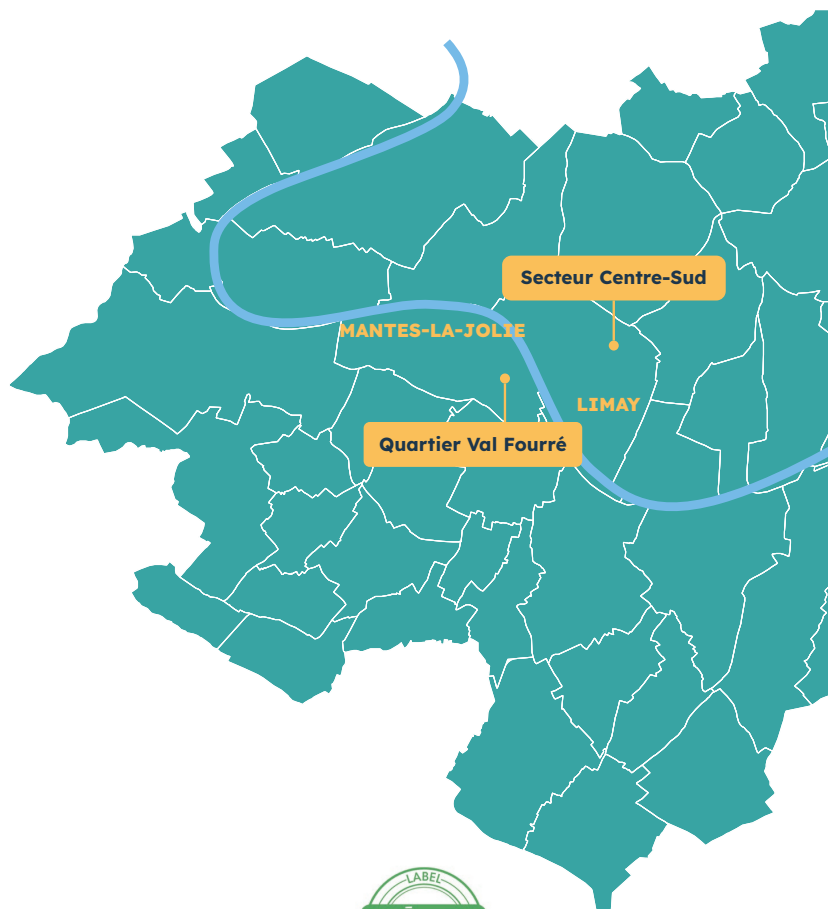 Secteur Centre-Sud
MANTES-LA-JOLIE
LIMAY
Quartier Val Fourré
LABEL